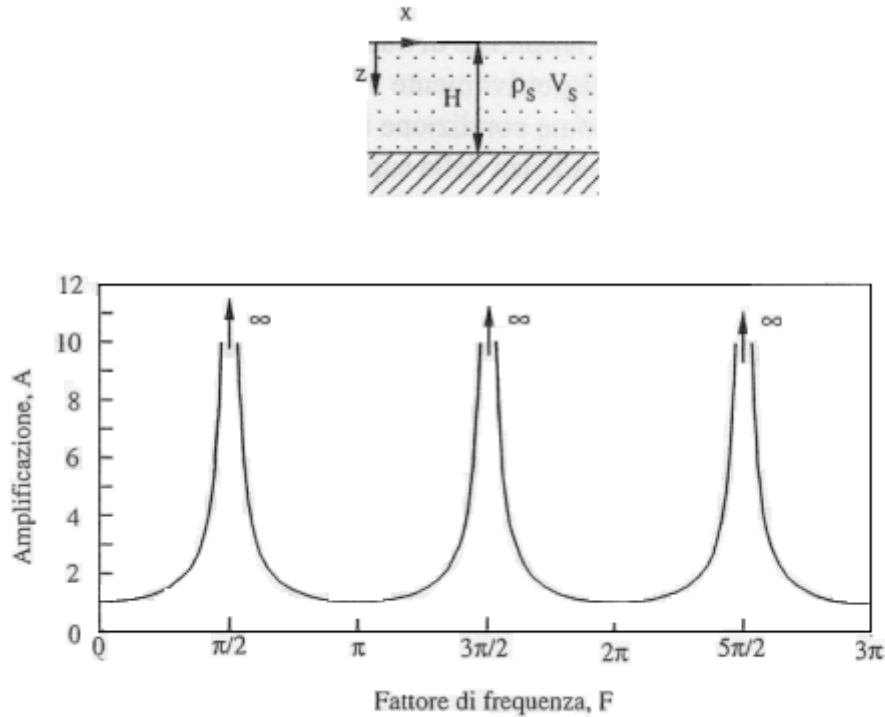 x
z
H
ρS VS
12
10
8
6
4
2
0
∞
∞
∞
0
π/2
π
3π/2
2π
5π/2
3π
Amplificazione, A
Fattore di frequenza, F